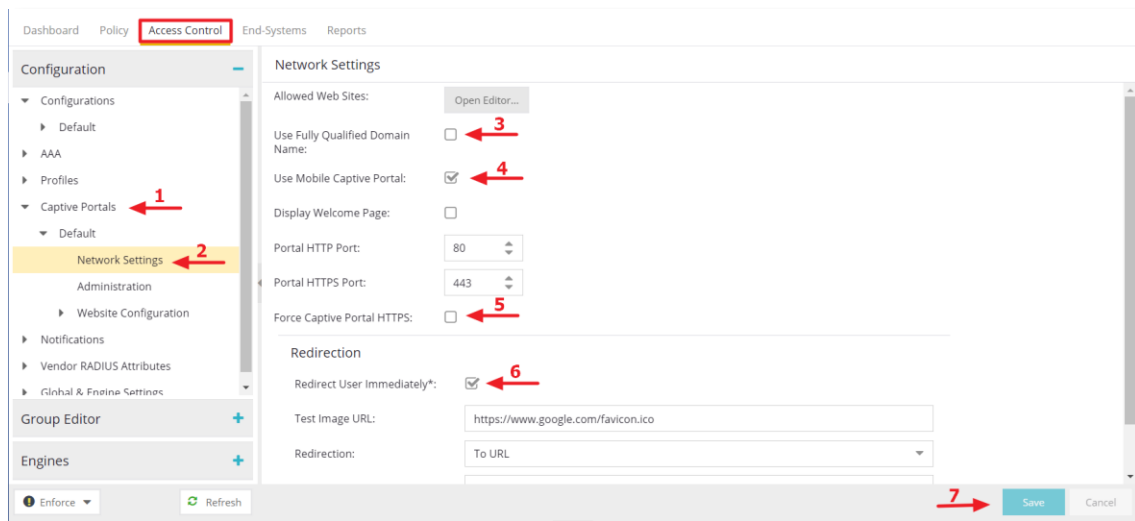 Dashboard Policy Access Control End-Systems Reports
Configuration
Configurations
Default
AAA
Profiles
Captive Portals 1
Default
Network Settings 2
Administration
Website Configuration
Notifications
Vendor RADIUS Attributes
Global & Engine Settings
Group Editor
Engines
Enforce
Refresh
Network Settings
Allowed Web Sites: Open Editor...
Use Fully Qualified Domain
Name:
3
Use Mobile Captive Portal: 4
Display Welcome Page:
Portal HTTP Port: 80
Portal HTTPS Port: 443
Force Captive Portal HTTPS: 5
Redirection
Redirect User Immediately*: 6
Test Image URL: https://www.google.com/favicon.ico
Redirection: To URL
7 Save Cancel